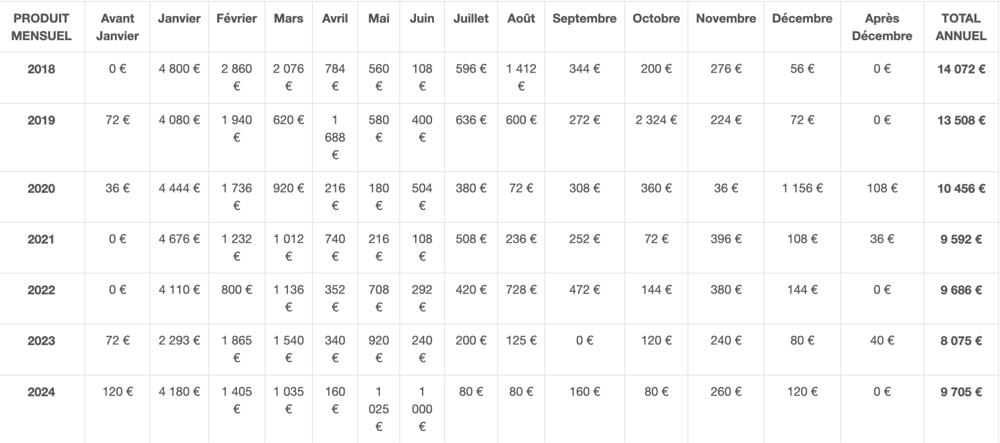 PRODUIT MENSUEL | Avant Janvier | Janvier | Février | Mars | Avril | Mai | Juin | Juillet | Août | Septembre | Octobre | Novembre | Décembre | Après Décembre | TOTAL ANNUEL
2018 | 0 € | 4 800 € | 2 860 € | 2 076 € | 784 € | 560 € | 108 € | 596 € | 1 412 € | 344 € | 200 € | 276 € | 56 € | 0 € | 14 072 €
2019 | 72 € | 4 080 € | 1 940 € | 620 € | 1 688 € | 580 € | 400 € | 636 € | 600 € | 272 € | 2 324 € | 224 € | 72 € | 0 € | 13 508 €
2020 | 36 € | 4 444 € | 1 736 € | 920 € | 216 € | 180 € | 504 € | 380 € | 72 € | 308 € | 360 € | 36 € | 1 156 € | 108 € | 10 456 €
2021 | 0 € | 4 676 € | 1 232 € | 1 012 € | 740 € | 216 € | 108 € | 508 € | 236 € | 252 € | 72 € | 396 € | 108 € | 36 € | 9 592 €
2022 | 0 € | 4 110 € | 800 € | 1 136 € | 352 € | 708 € | 292 € | 420 € | 728 € | 472 € | 144 € | 380 € | 144 € | 0 € | 9 686 €
2023 | 72 € | 2 293 € | 1 865 € | 1 540 € | 340 € | 920 € | 240 € | 200 € | 125 € | 0 € | 120 € | 240 € | 80 € | 40 € | 8 075 €
2024 | 120 € | 4 180 € | 1 405 € | 1 035 € | 160 € | 1 025 € | 1 000 € | 80 € | 80 € | 160 € | 80 € | 260 € | 120 € | 0 € | 9 705 €